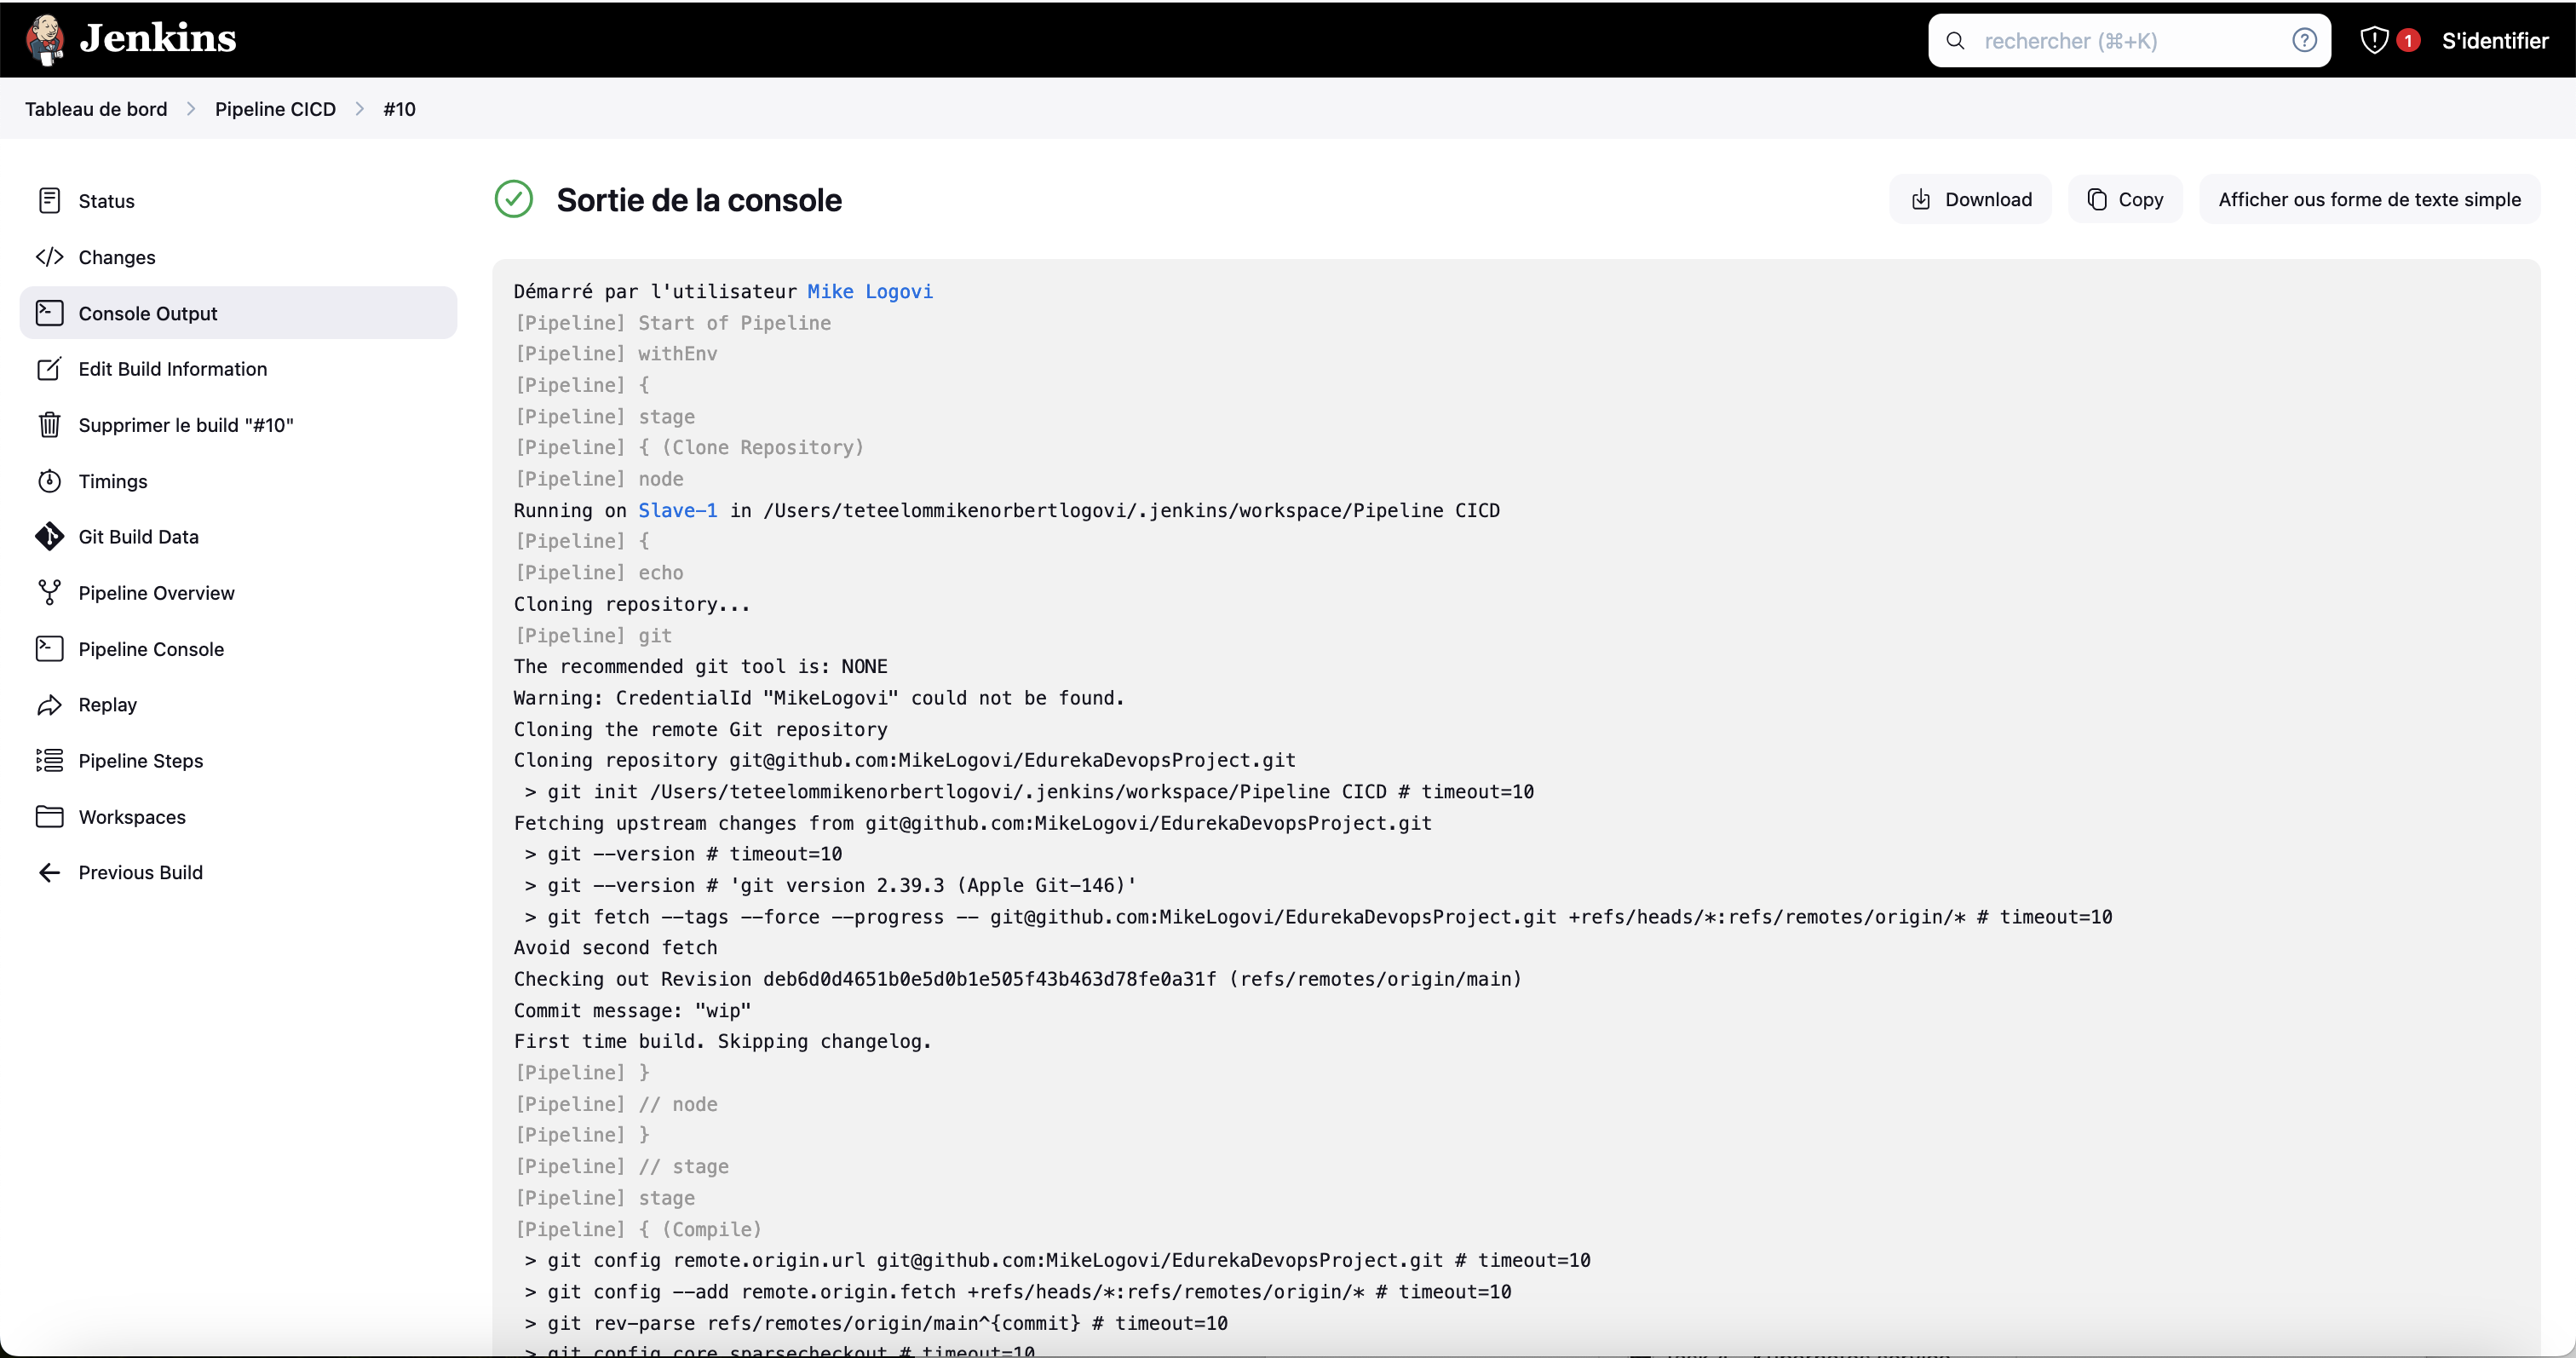 Jenkins
rechercher (⌘+K)
1
S'identifier
Tableau de bord
Pipeline CICD
#10
Status
Changes
Console Output
Edit Build Information
Supprimer le build "#10"
Timings
Git Build Data
Pipeline Overview
Pipeline Console
Replay
Pipeline Steps
Workspaces
Previous Build
Sortie de la console
Download
Copy
Afficher ous forme de texte simple
Démarré par l'utilisateur Mike Logovi
[Pipeline] Start of Pipeline
[Pipeline] withEnv
[Pipeline] {
[Pipeline] stage
[Pipeline] { (Clone Repository)
[Pipeline] node
Running on Slave-1 in /Users/teteelommikenorbertlogovi/.jenkins/workspace/Pipeline CICD
[Pipeline] {
[Pipeline] echo
Cloning repository...
[Pipeline] git
The recommended git tool is: NONE
Warning: CredentialId "MikeLogovi" could not be found.
Cloning the remote Git repository
Cloning repository git@github.com:MikeLogovi/EdurekaDevopsProject.git
> git init /Users/teteelommikenorbertlogovi/.jenkins/workspace/Pipeline CICD # timeout=10
Fetching upstream changes from git@github.com:MikeLogovi/EdurekaDevopsProject.git
> git --version # timeout=10
> git --version # 'git version 2.39.3 (Apple Git-146)'
> git fetch --tags --force --progress -- git@github.com:MikeLogovi/EdurekaDevopsProject.git +refs/heads/*:refs/remotes/origin/* # timeout=10
Avoid second fetch
Checking out Revision deb6d0d4651b0e5d0b1e505f43b463d78fe0a31f (refs/remotes/origin/main)
Commit message: "wip"
First time build. Skipping changelog.
[Pipeline] }
[Pipeline] // node
[Pipeline] }
[Pipeline] // stage
[Pipeline] stage
[Pipeline] { (Compile)
> git config remote.origin.url git@github.com:MikeLogovi/EdurekaDevopsProject.git # timeout=10
> git config --add remote.origin.fetch +refs/heads/*:refs/remotes/origin/* # timeout=10
> git rev-parse refs/remotes/origin/main^{commit} # timeout=10
> git config core.sparsecheckout # timeout=10